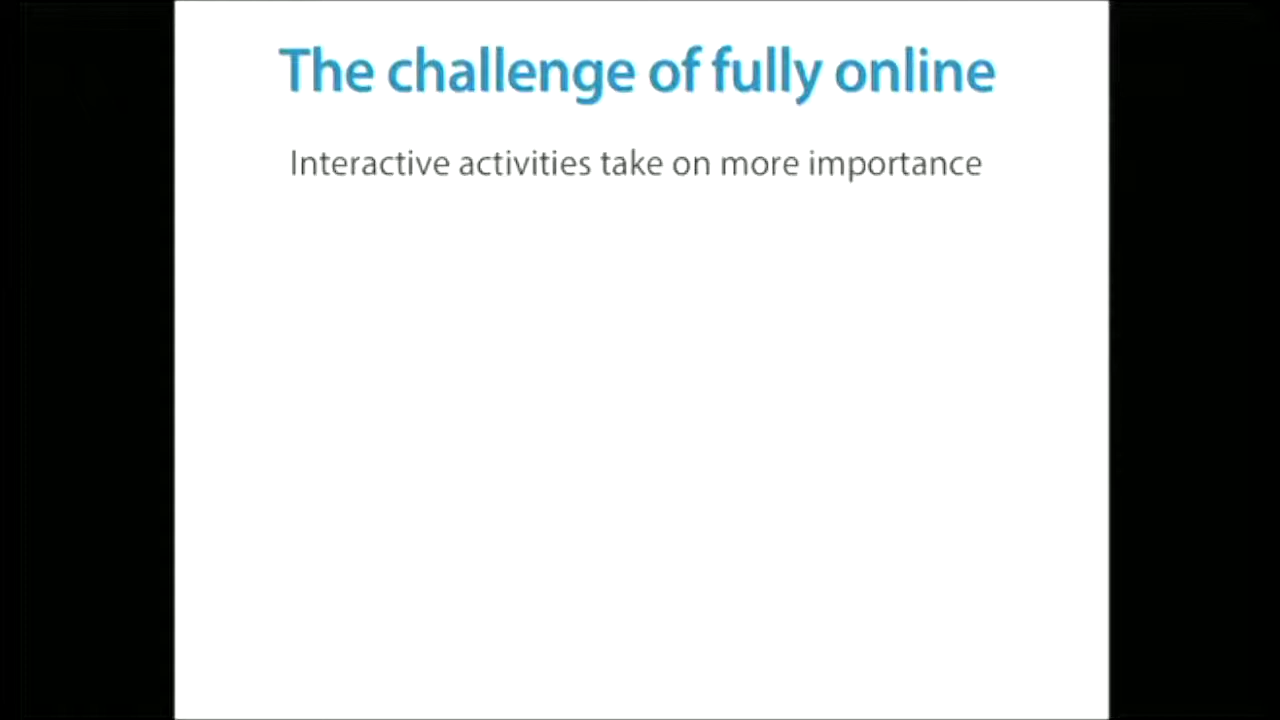 The challenge of fully online
Interactive activities take on more importance